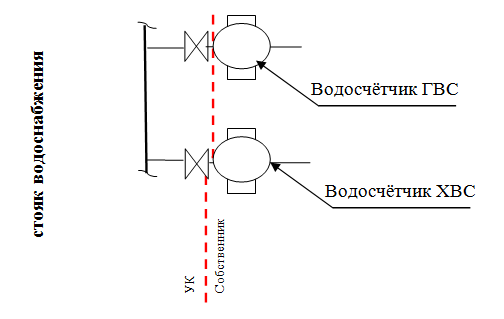 стояк водоснабжения
Водосчётчик ГВС
Водосчётчик ХВС
УК
Собственник